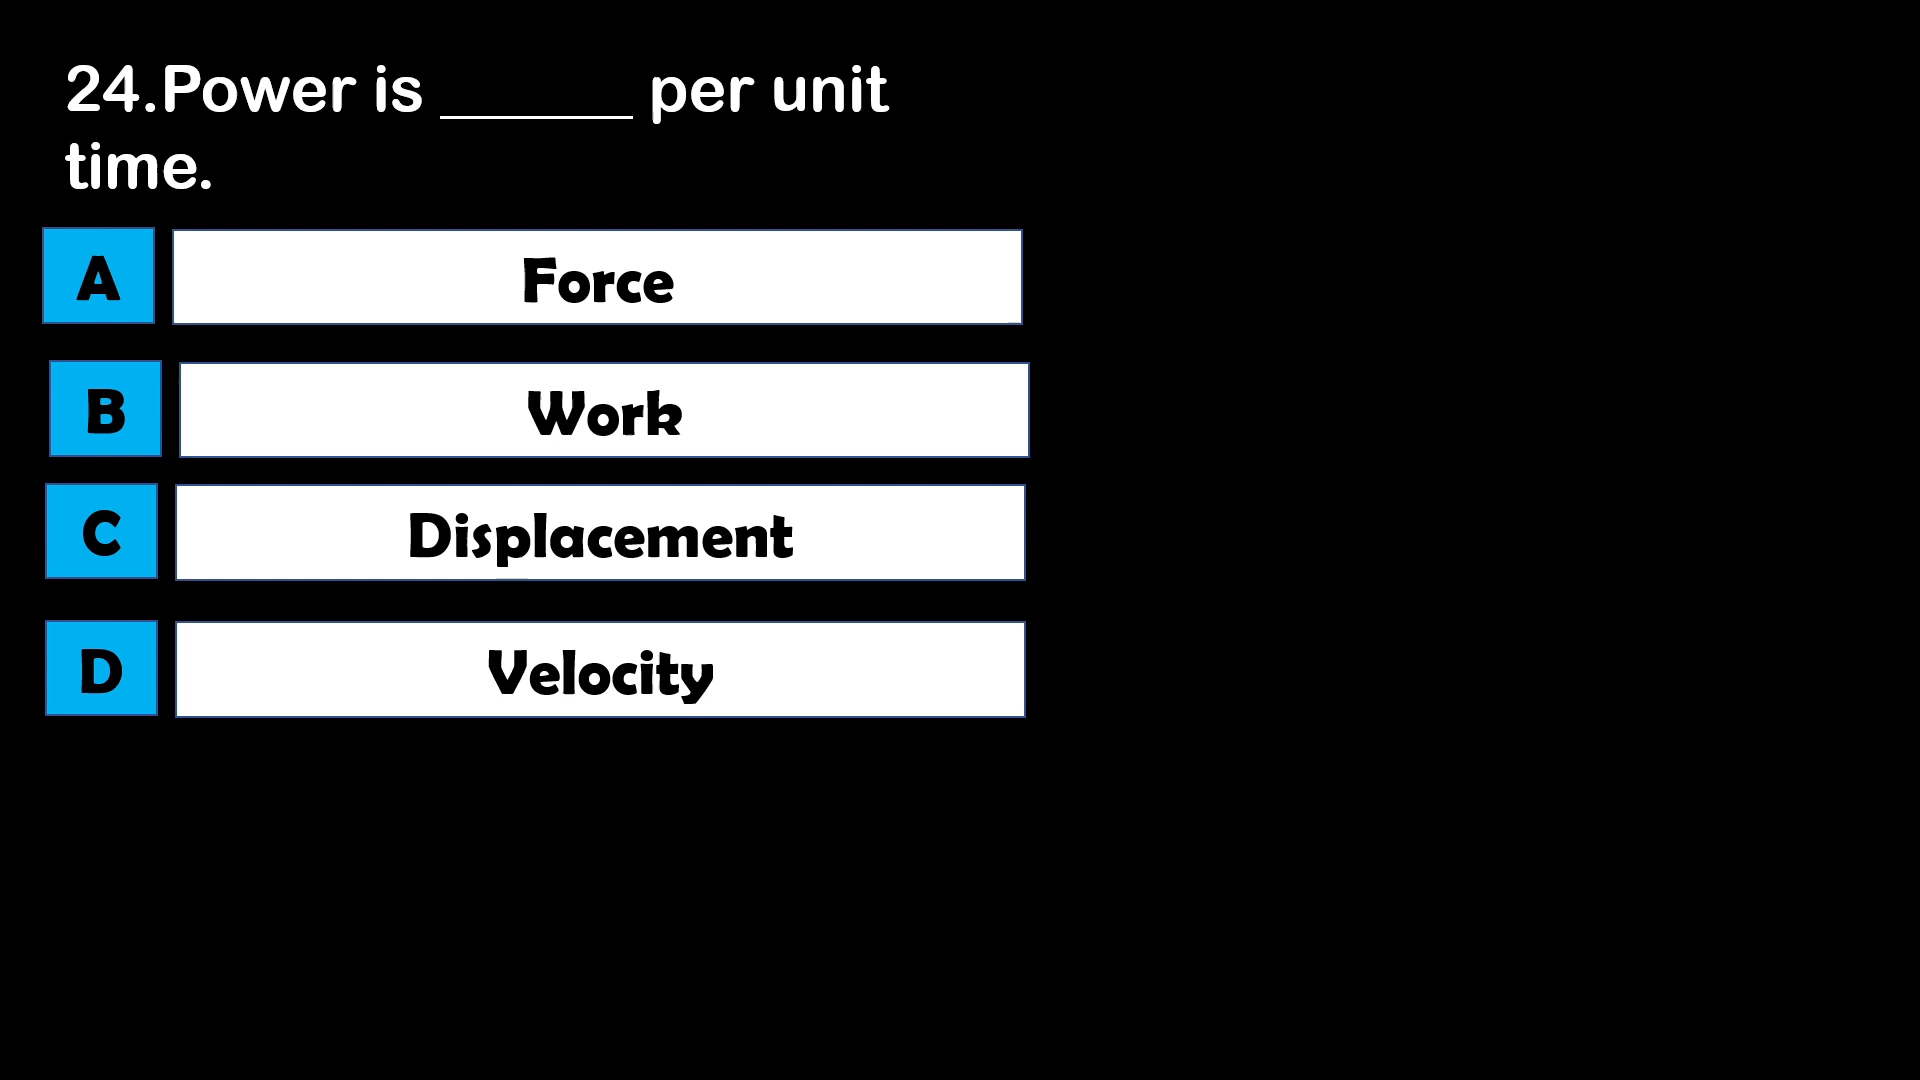 24.Power is ______ per unit
time.
A Force
B Work
C Displacement
D Velocity